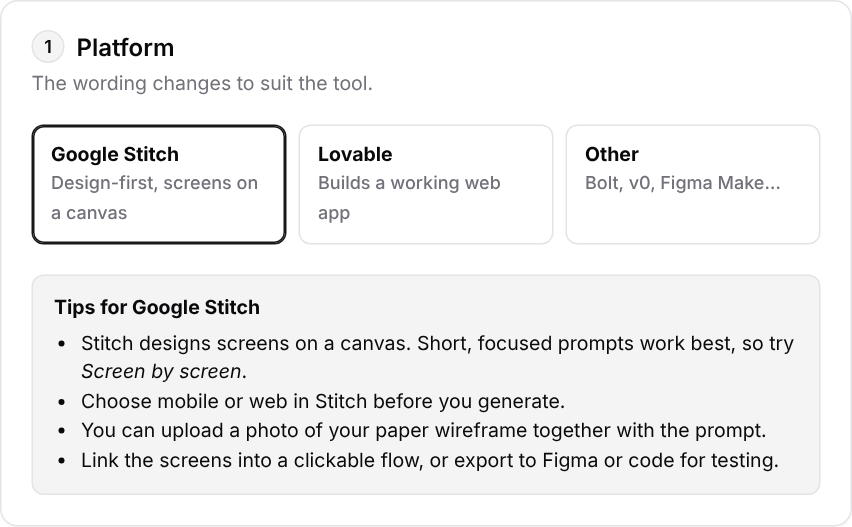 1 Platform
The wording changes to suit the tool.
Google Stitch
Design-first, screens on
a canvas
Lovable
Builds a working web
app
Other
Bolt, v0, Figma Make...
Tips for Google Stitch
• Stitch designs screens on a canvas. Short, focused prompts work best, so try
Screen by screen.
• Choose mobile or web in Stitch before you generate.
• You can upload a photo of your paper wireframe together with the prompt.
• Link the screens into a clickable flow, or export to Figma or code for testing.